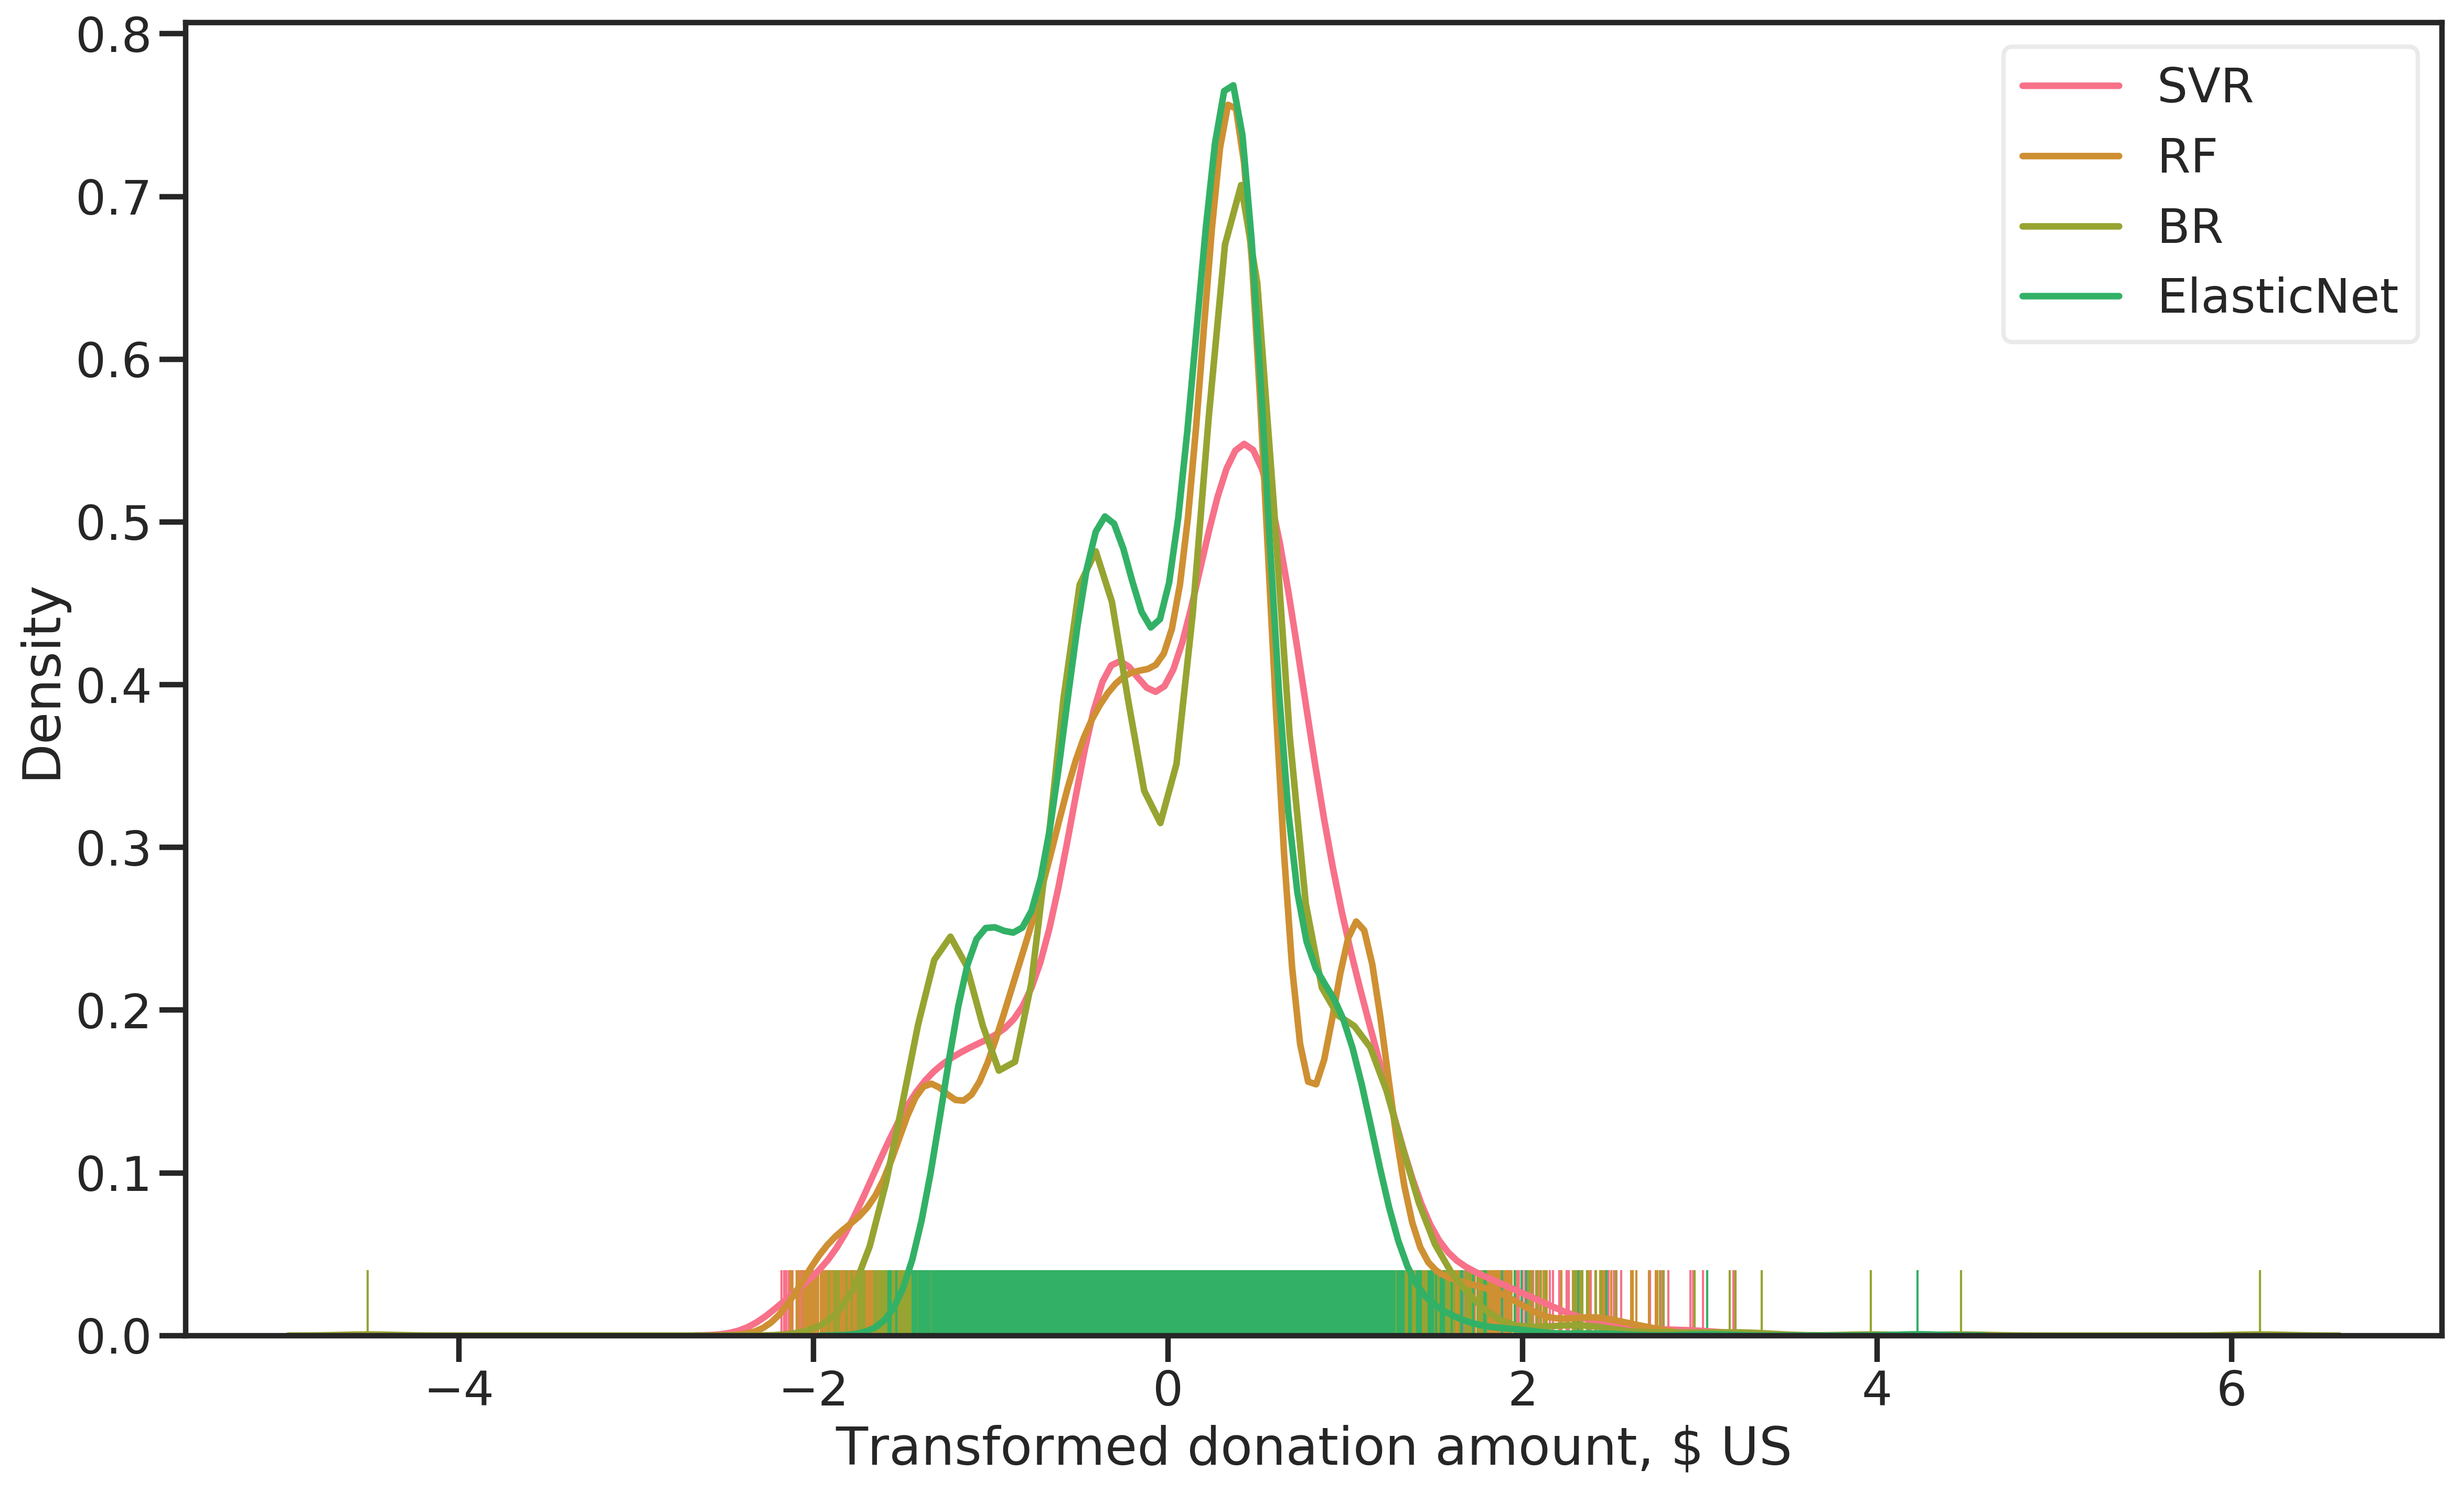 0.8
0.7
0.6
0.5
0.4
0.3
0.2
0.1
0.0
Density
−4
−2
0
2
4
6
Transformed donation amount, $ US
SVR
RF
BR
ElasticNet